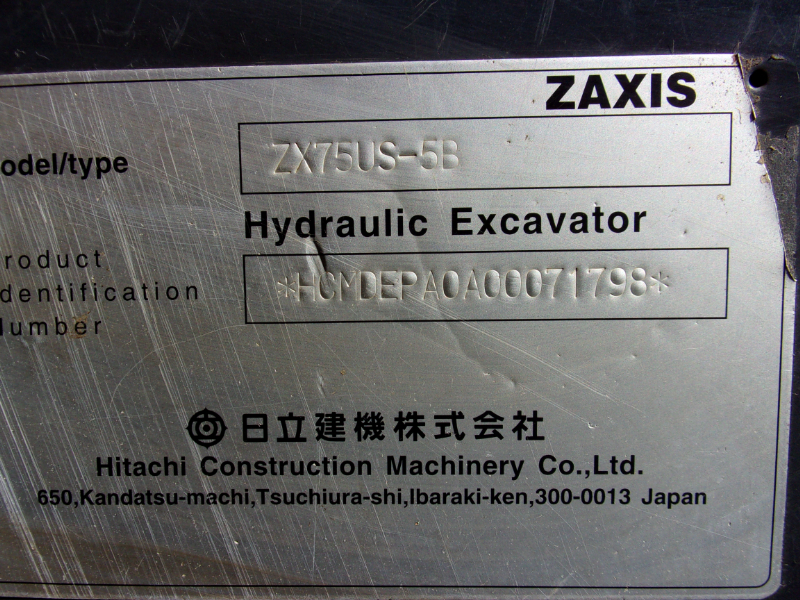 ZAXIS
odel/type
ZX75US-5B
Hydraulic Excavator
roduct
dentification
umber
*HCMDEPA0A00071798*
日立建機株式会社
Hitachi Construction Machinery Co.,Ltd.
650,Kandatsu-machi,Tsuchiura-shi,Ibaraki-ken,300-0013 Japan